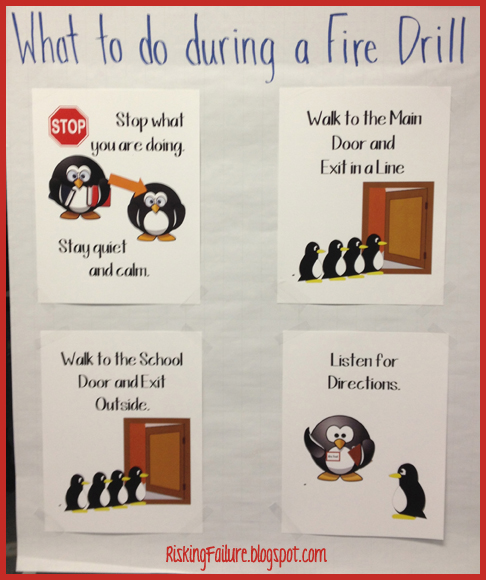 What to do during a Fire Drill
STOP
Stop what
you are doing.
Stay quiet
and calm.
Walk to the Main
Door and
Exit in a Line
Walk to the School
Door and Exit
Outside.
Listen for
Directions.
RiskingFailure.blogspot.com